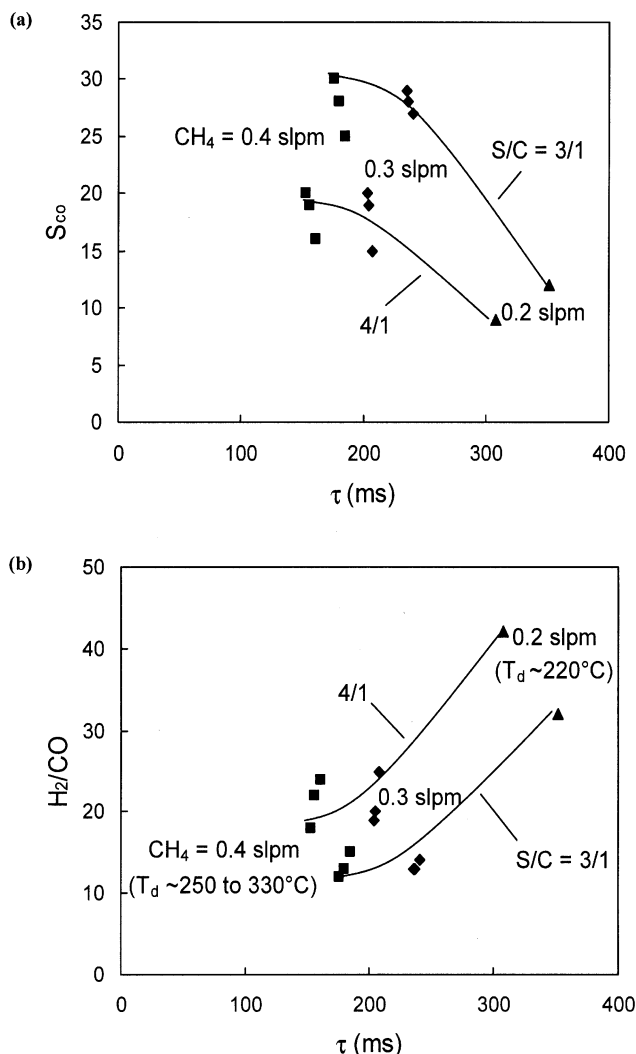 (a)
35
30
25
20
15
10
5
0
S_co
CH₄ = 0.4 slpm
0.3 slpm
S/C = 3/1
4/1
0.2 slpm
0 100 200 300 400
τ (ms)
(b)
50
40
30
20
10
0
H₂/CO
0.2 slpm
(T_d ~220°C)
4/1
0.3 slpm
CH₄ = 0.4 slpm
(T_d ~250 to 330°C)
S/C = 3/1
0 100 200 300 400
τ (ms)